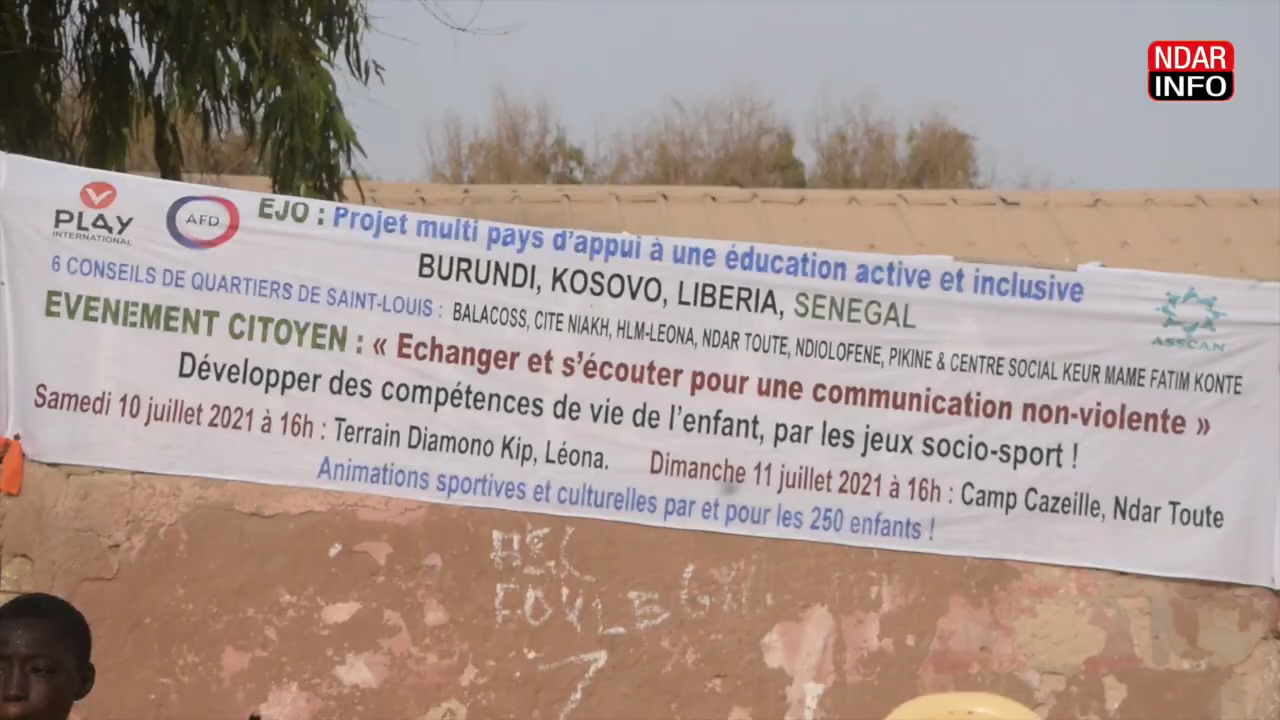 NDAR
INFO
PLAY
INTERNATIONAL
AFD
EJO : Projet multi pays d'appui à une éducation active et inclusive
BURUNDI, KOSOVO, LIBERIA, SENEGAL
ASSCAN
6 CONSEILS DE QUARTIERS DE SAINT-LOUIS : BALACOSS, CITE NIAKH, HLM-LEONA, NDAR TOUTE, NDIOLOFENE, PIKINE & CENTRE SOCIAL KEUR MAME FATIM KONTE
EVENEMENT CITOYEN : « Echanger et s'écouter pour une communication non-violente »
Développer des compétences de vie de l'enfant, par les jeux socio-sport !
Samedi 10 juillet 2021 à 16h : Terrain Diamono Kip, Léona. Dimanche 11 juillet 2021 à 16h : Camp Cazeille, Ndar Toute
Animations sportives et culturelles par et pour les 250 enfants !
7